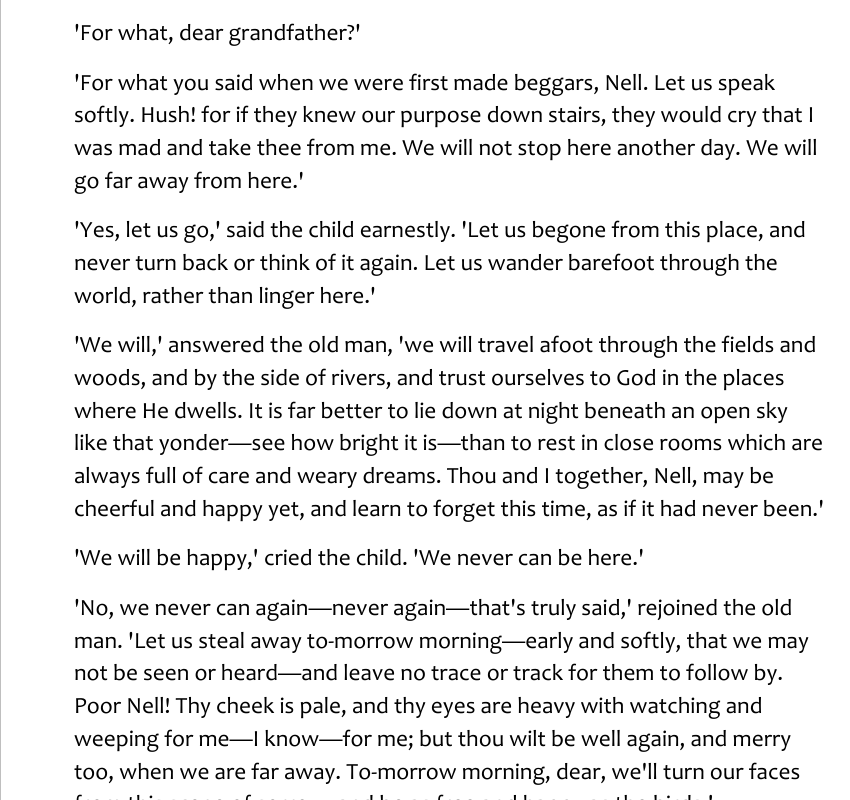 'For what, dear grandfather?'
'For what you said when we were first made beggars, Nell. Let us speak
softly. Hush! for if they knew our purpose down stairs, they would cry that I
was mad and take thee from me. We will not stop here another day. We will
go far away from here.'
'Yes, let us go,' said the child earnestly. 'Let us begone from this place, and
never turn back or think of it again. Let us wander barefoot through the
world, rather than linger here.'
'We will,' answered the old man, 'we will travel afoot through the fields and
woods, and by the side of rivers, and trust ourselves to God in the places
where He dwells. It is far better to lie down at night beneath an open sky
like that yonder—see how bright it is—than to rest in close rooms which are
always full of care and weary dreams. Thou and I together, Nell, may be
cheerful and happy yet, and learn to forget this time, as if it had never been.'
'We will be happy,' cried the child. 'We never can be here.'
'No, we never can again—never again—that's truly said,' rejoined the old
man. 'Let us steal away to-morrow morning—early and softly, that we may
not be seen or heard—and leave no trace or track for them to follow by.
Poor Nell! Thy cheek is pale, and thy eyes are heavy with watching and
weeping for me—I know—for me; but thou wilt be well again, and merry
too, when we are far away. To-morrow morning, dear, we'll turn our faces